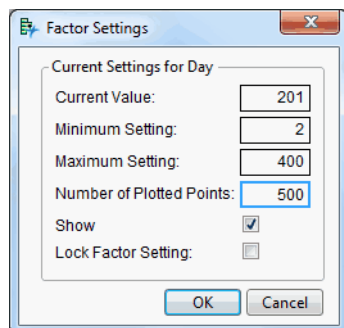 Factor Settings
Current Settings for Day
Current Value: 201
Minimum Setting: 2
Maximum Setting: 400
Number of Plotted Points: 500
Show
Lock Factor Setting:
OK Cancel